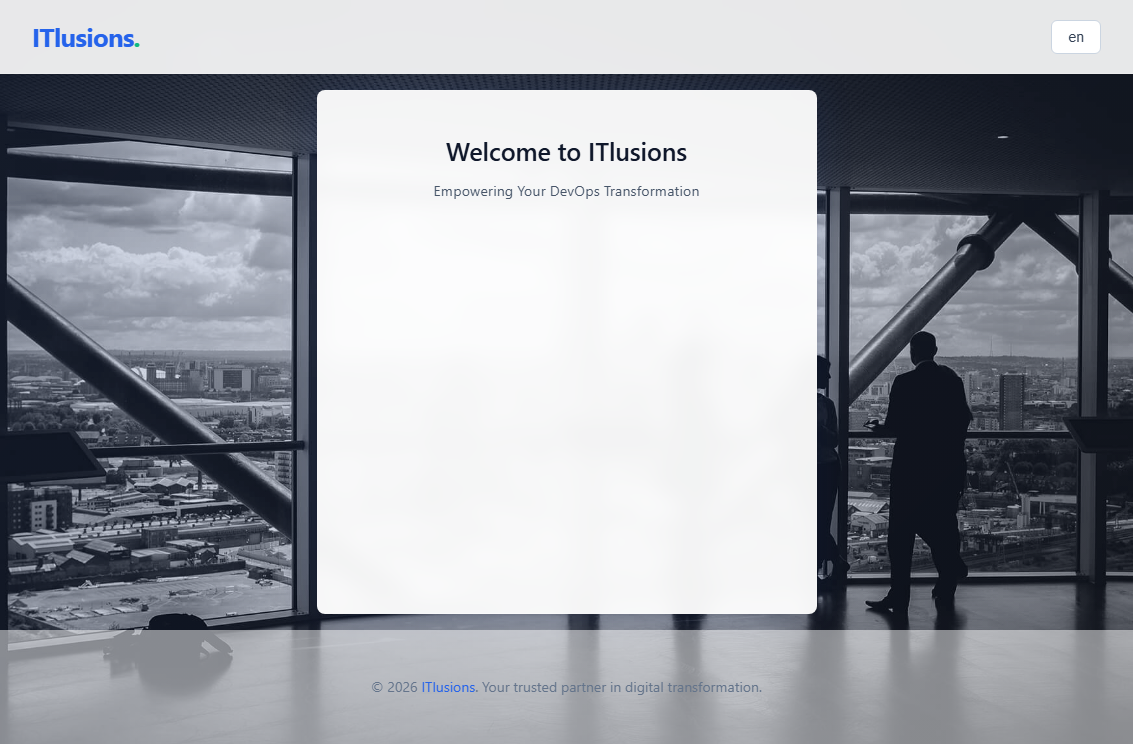 ITlusions.
en
Welcome to ITlusions
Empowering Your DevOps Transformation
© 2026 ITlusions. Your trusted partner in digital transformation.